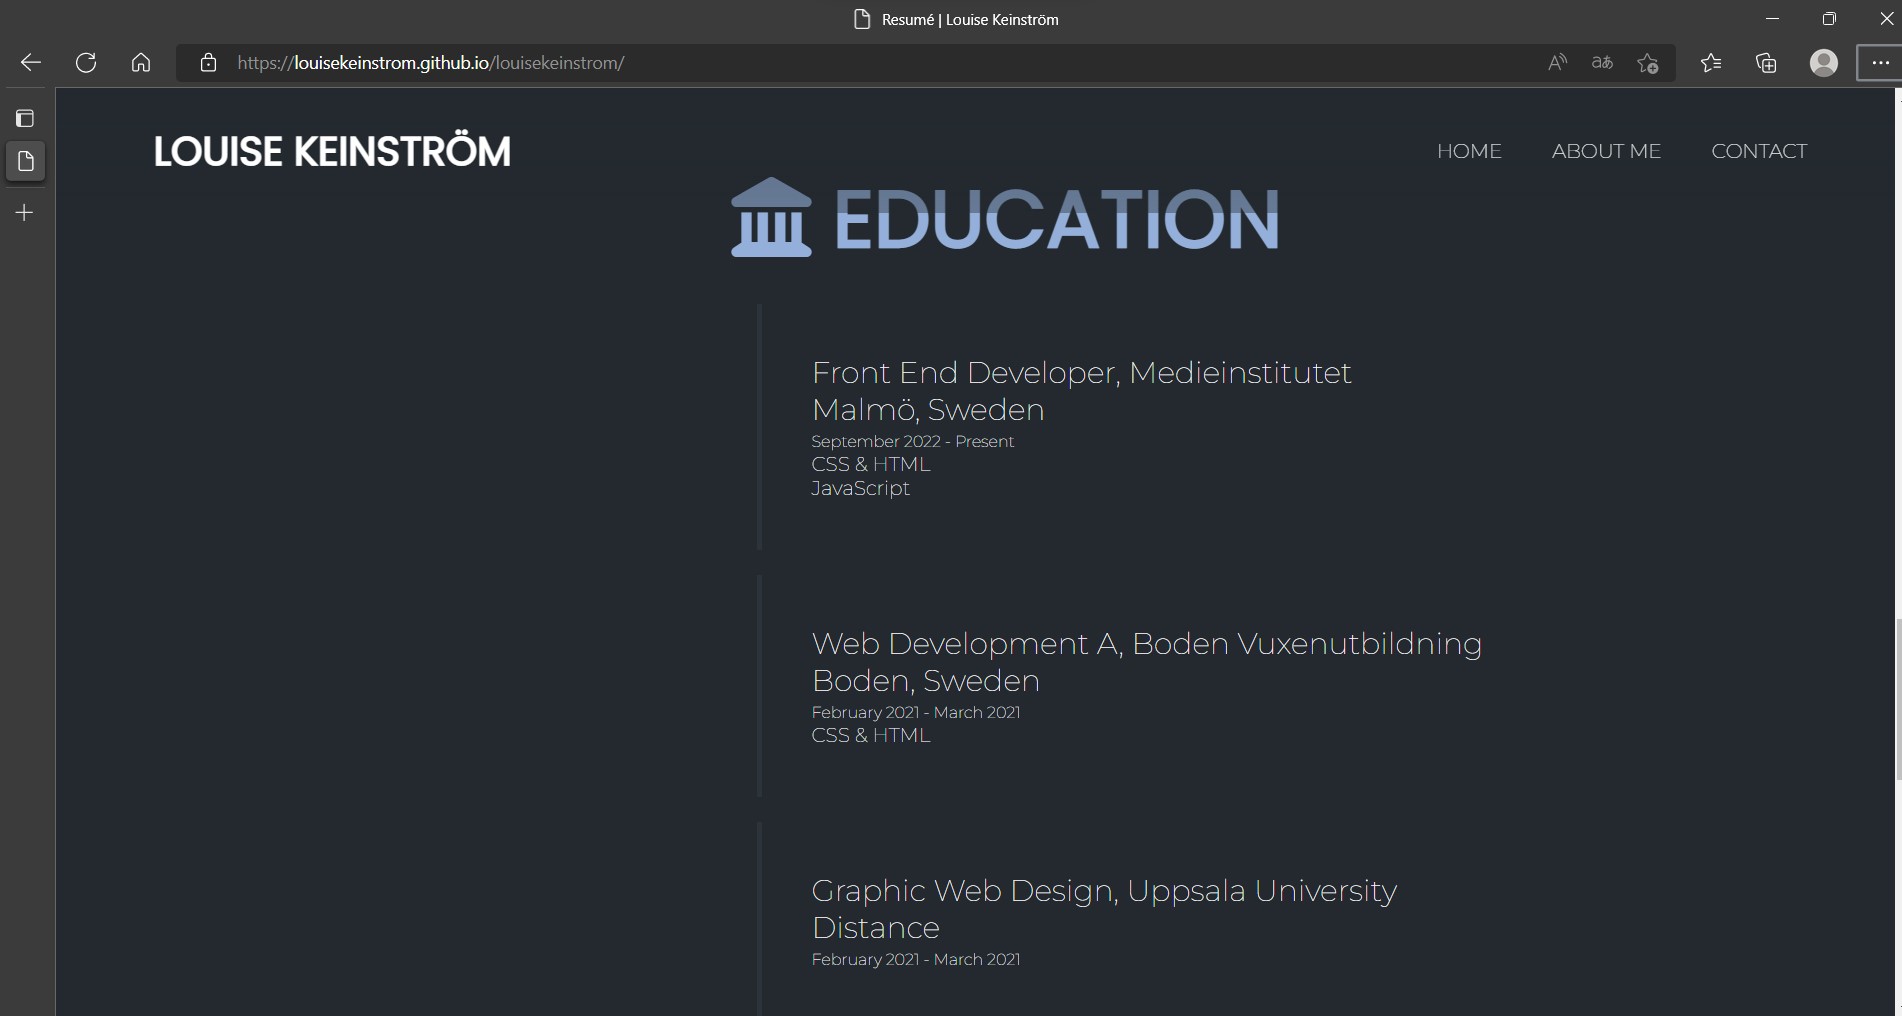 Resumé | Louise Keinström
https://louisekeinstrom.github.io/louisekeinstrom/
LOUISE KEINSTRÖM
HOME ABOUT ME CONTACT
EDUCATION
Front End Developer, Medieinstitutet
Malmö, Sweden
September 2022 - Present
CSS & HTML
JavaScript
Web Development A, Boden Vuxenutbildning
Boden, Sweden
February 2021 - March 2021
CSS & HTML
Graphic Web Design, Uppsala University
Distance
February 2021 - March 2021